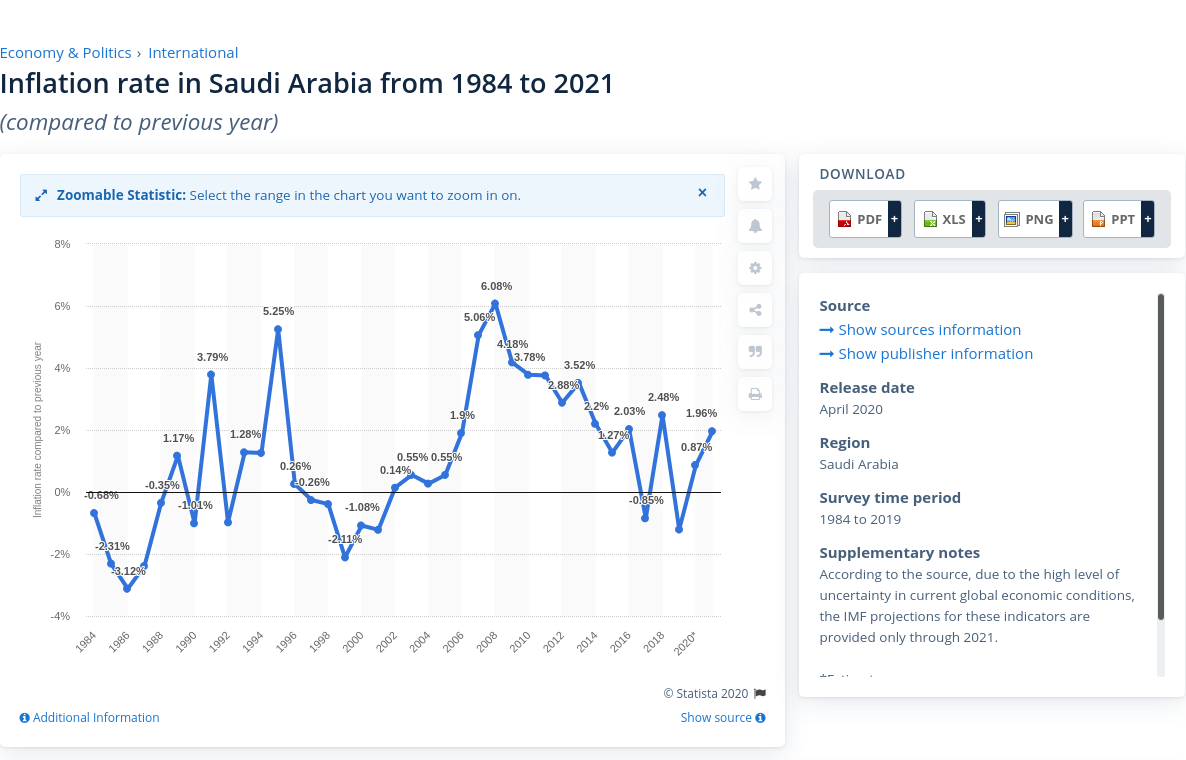 Economy & Politics › International
Inflation rate in Saudi Arabia from 1984 to 2021
(compared to previous year)
Zoomable Statistic: Select the range in the chart you want to zoom in on.
×
8%
6%
4%
2%
0%
-2%
-4%
Inflation rate compared to previous year
-0.68%
-2.31%
-3.12%
-0.35%
1.17%
-1.01%
3.79%
1.28%
5.25%
0.26%
-0.26%
-2.11%
-1.08%
0.14%
0.55%
0.55%
1.9%
5.06%
6.08%
4.18%
3.78%
2.88%
3.52%
2.2%
1.27%
2.03%
-0.85%
2.48%
0.87%
1.96%
1984
1986
1988
1990
1992
1994
1996
1998
2000
2002
2004
2006
2008
2010
2012
2014
2016
2018
2020*
© Statista 2020
Additional Information
Show source
DOWNLOAD
PDF + XLS + PNG + PPT +
Source
Show sources information
Show publisher information
Release date
April 2020
Region
Saudi Arabia
Survey time period
1984 to 2019
Supplementary notes
According to the source, due to the high level of
uncertainty in current global economic conditions,
the IMF projections for these indicators are
provided only through 2021.